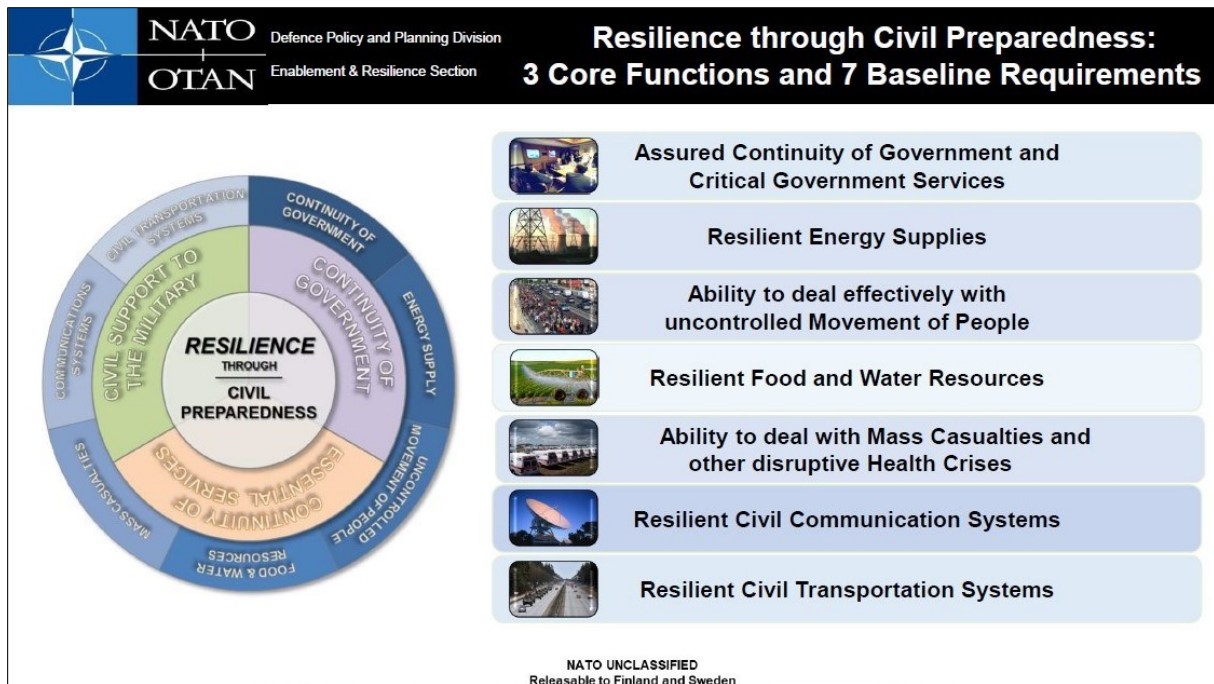 NATO
OTAN
Defence Policy and Planning Division
Enablement & Resilience Section
Resilience through Civil Preparedness:
3 Core Functions and 7 Baseline Requirements
CIVIL TRANSPORTATION
SYSTEMS
CONTINUITY OF
GOVERNMENT
ENERGY SUPPLY
UNCONTROLLED
MOVEMENT OF PEOPLE
FOOD & WATER
RESOURCES
MASS CASUALTIES
COMMUNICATIONS
SYSTEMS
CIVIL SUPPORT TO
THE MILITARY
CONTINUITY OF
GOVERNMENT
CONTINUITY OF
ESSENTIAL SERVICES
RESILIENCE
THROUGH
CIVIL
PREPAREDNESS
Assured Continuity of Government and
Critical Government Services
Resilient Energy Supplies
Ability to deal effectively with
uncontrolled Movement of People
Resilient Food and Water Resources
Ability to deal with Mass Casualties and
other disruptive Health Crises
Resilient Civil Communication Systems
Resilient Civil Transportation Systems
NATO UNCLASSIFIED
Releasable to Finland and Sweden